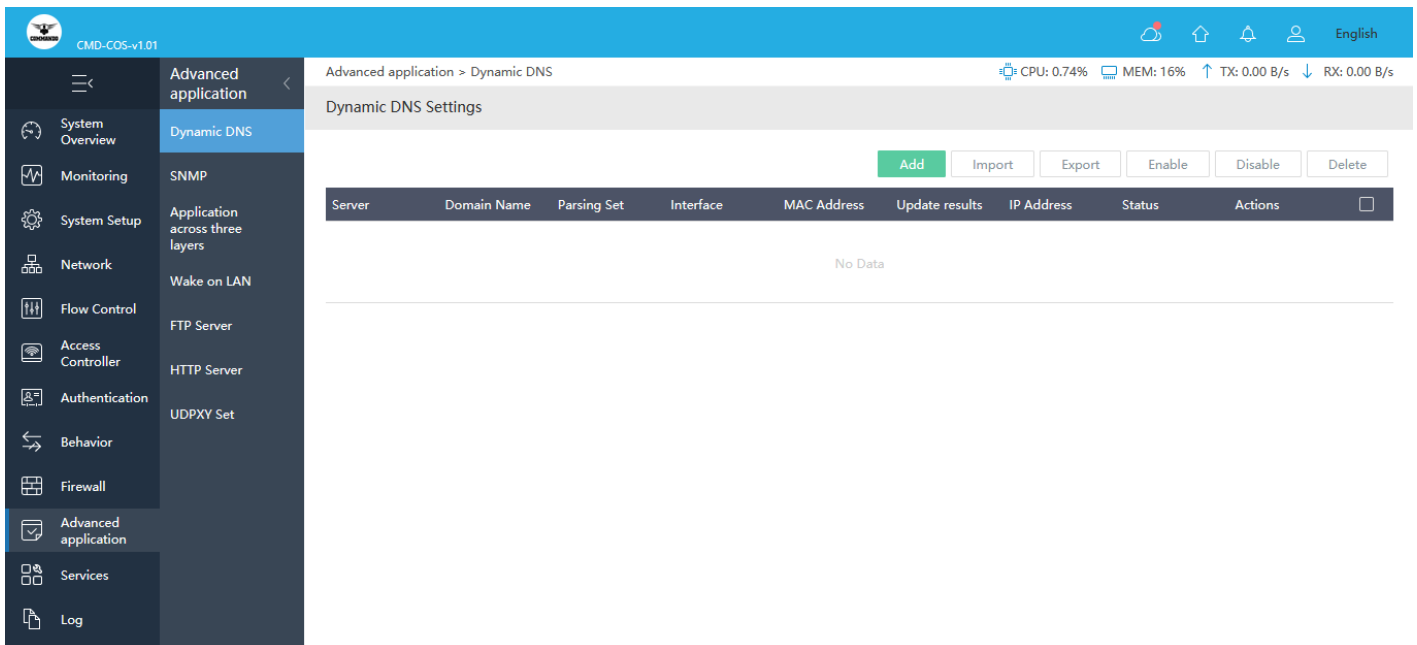 COMMANDO
CMD-COS-v1.01
English
Advanced
application
Advanced application > Dynamic DNS
CPU: 0.74%
MEM: 16%
TX: 0.00 B/s
RX: 0.00 B/s
Dynamic DNS Settings
System
Overview
Monitoring
System Setup
Network
Flow Control
Access
Controller
Authentication
Behavior
Firewall
Advanced
application
Services
Log
Dynamic DNS
SNMP
Application
across three
layers
Wake on LAN
FTP Server
HTTP Server
UDPXY Set
Add
Import
Export
Enable
Disable
Delete
Server
Domain Name
Parsing Set
Interface
MAC Address
Update results
IP Address
Status
Actions
No Data